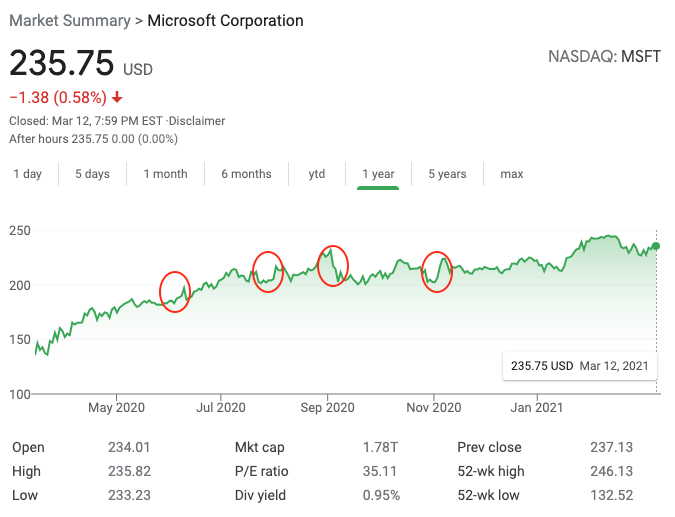 Market Summary > Microsoft Corporation
235.75 USD
NASDAQ: MSFT
−1.38 (0.58%)
Closed: Mar 12, 7:59 PM EST ·Disclaimer
After hours 235.75 0.00 (0.00%)
1 day 5 days 1 month 6 months ytd 1 year 5 years max
250
200
150
100
235.75 USD Mar 12, 2021
May 2020 Jul 2020 Sep 2020 Nov 2020 Jan 2021
Open 234.01 Mkt cap 1.78T Prev close 237.13
High 235.82 P/E ratio 35.11 52-wk high 246.13
Low 233.23 Div yield 0.95% 52-wk low 132.52